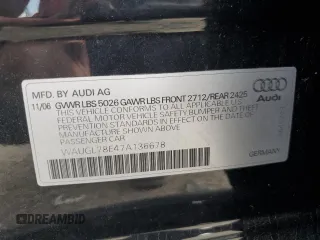 MFD. BY AUDI AG
11/06 GVWR LBS 5026 GAWR LBS FRONT 2712/REAR 2425
THIS VEHICLE CONFORMS TO ALL APPLICABLE U.S.
FEDERAL MOTOR VEHICLE SAFETY BUMPER AND THEFT
PREVENTION STANDARDS IN EFFECT ON THE DATE OF
MANUFACTURE SHOWN ABOVE
PASSENGER CAR
Audi
WAUGL78E47A136678
GERMANY
DREAMBID